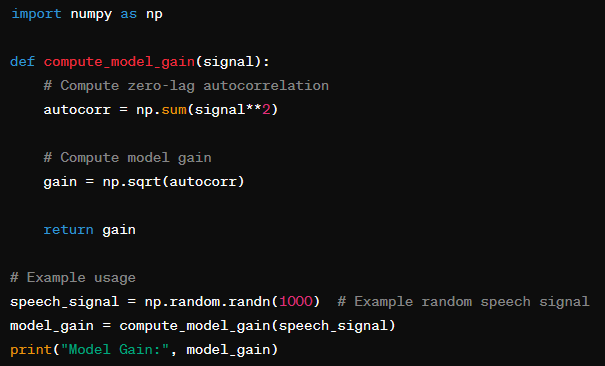 import numpy as np
def compute_model_gain(signal):
# Compute zero-lag autocorrelation
autocorr = np.sum(signal**2)
# Compute model gain
gain = np.sqrt(autocorr)
return gain
# Example usage
speech_signal = np.random.randn(1000)  # Example random speech signal
model_gain = compute_model_gain(speech_signal)
print("Model Gain:", model_gain)